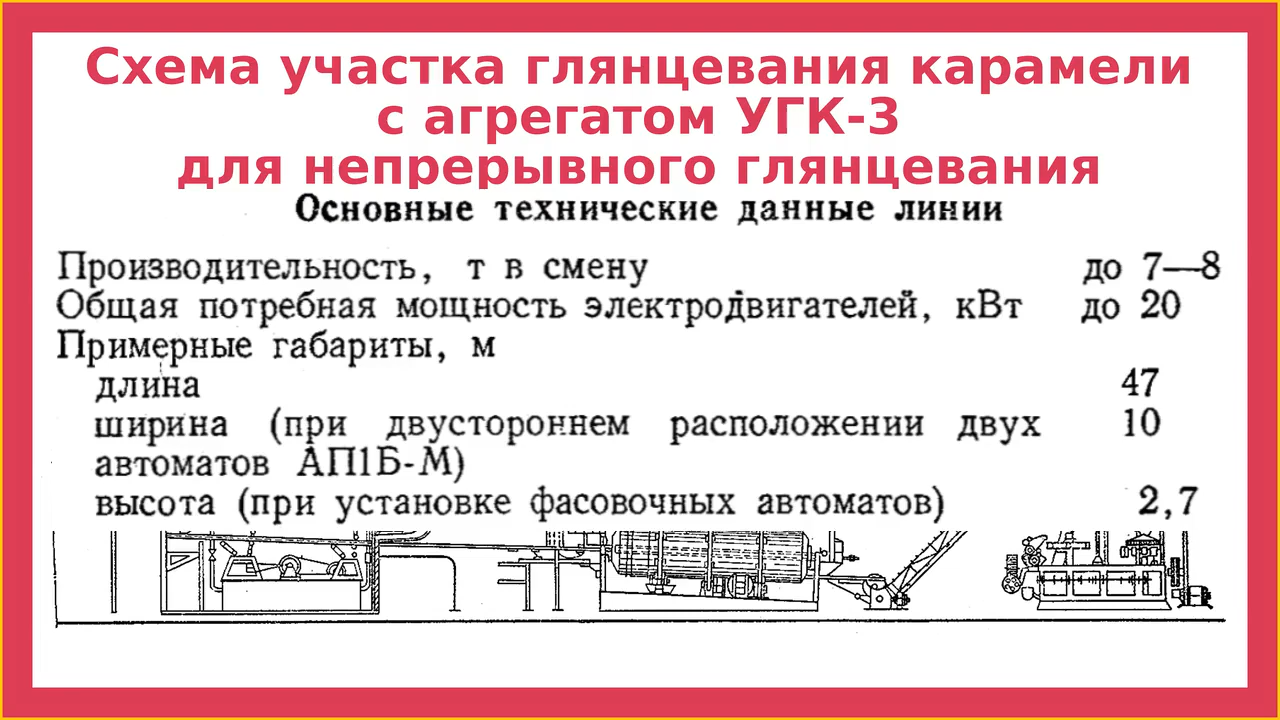 Схема участка глянцевания карамели
с агрегатом УГК-3
для непрерывного глянцевания
Основные технические данные линии
Производительность, т в смену до 7—8
Общая потребная мощность электродвигателей, кВт до 20
Примерные габариты, м
длина 47
ширина (при двустороннем расположении двух 10
автоматов АП1Б-М)
высота (при установке фасовочных автоматов) 2,7